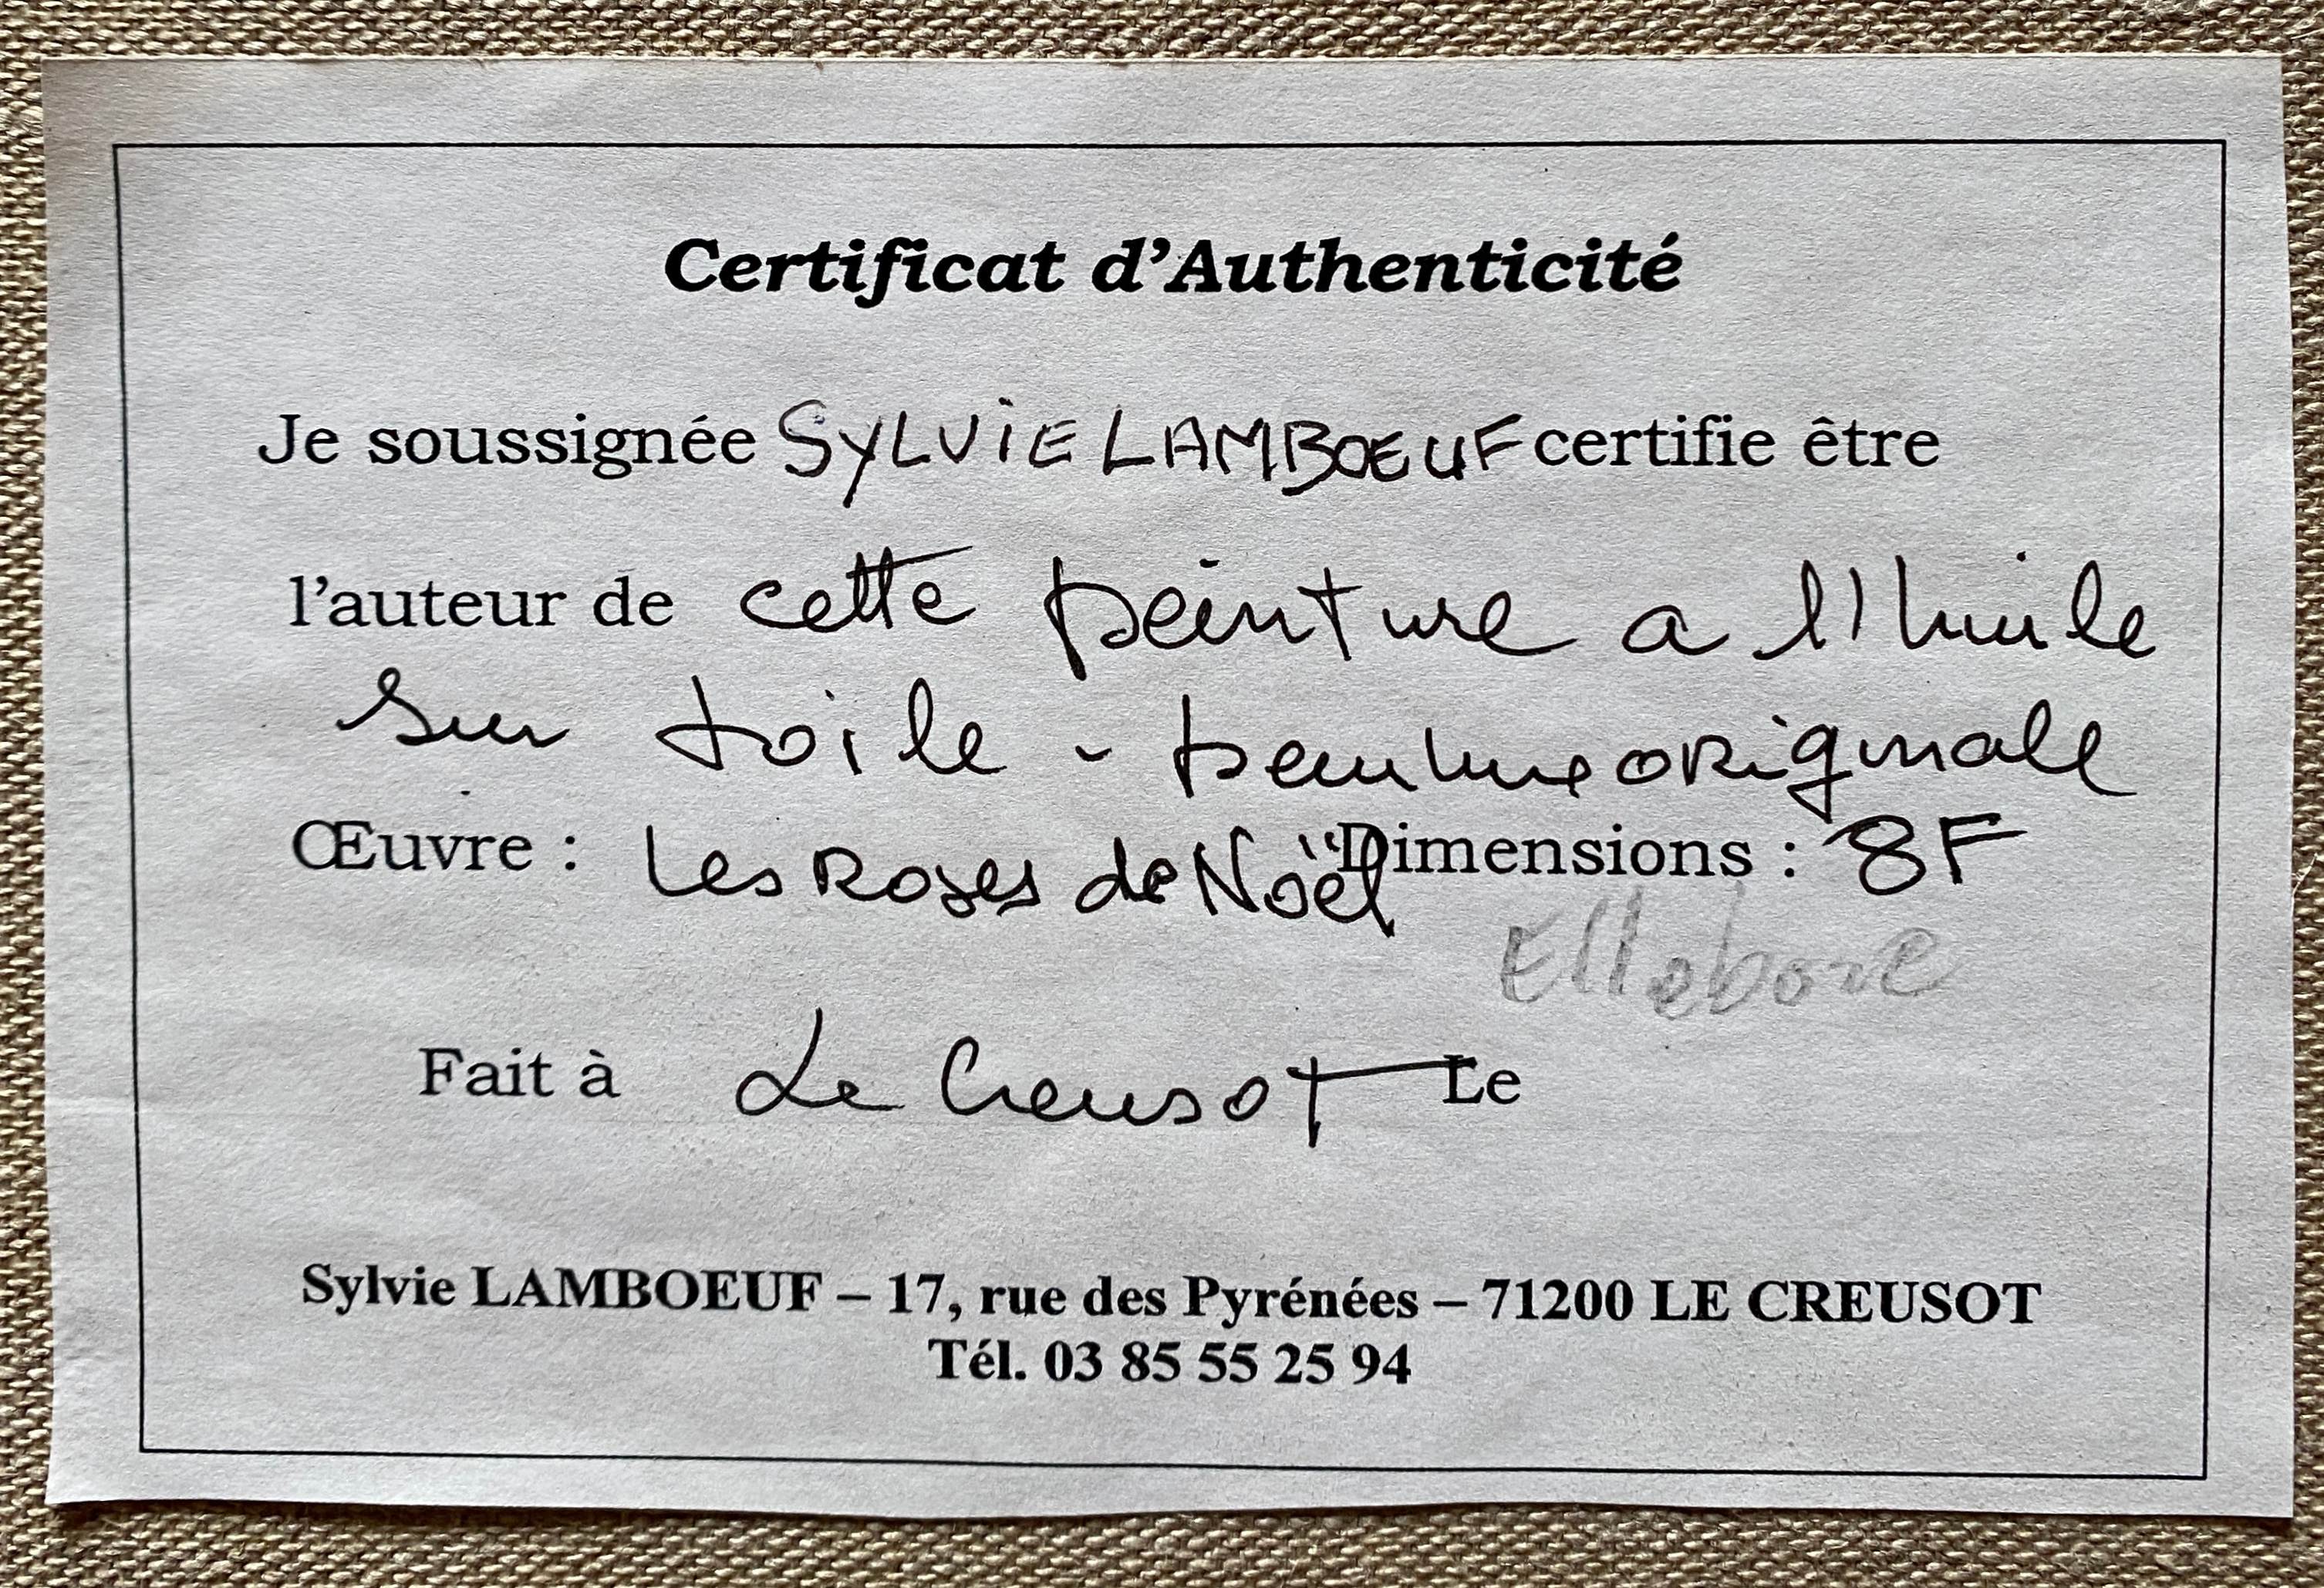 Certificat d'Authenticité
Je soussignée SYLVIE LAMBOEUF certifie être
l'auteur de cette peinture a l'huile
sur toile - peinture originale
Œuvre : Les Roses de Noël" Dimensions : 8F
Ellebore
Fait à Le Creusot Le
Sylvie LAMBOEUF – 17, rue des Pyrénées – 71200 LE CREUSOT
Tél. 03 85 55 25 94